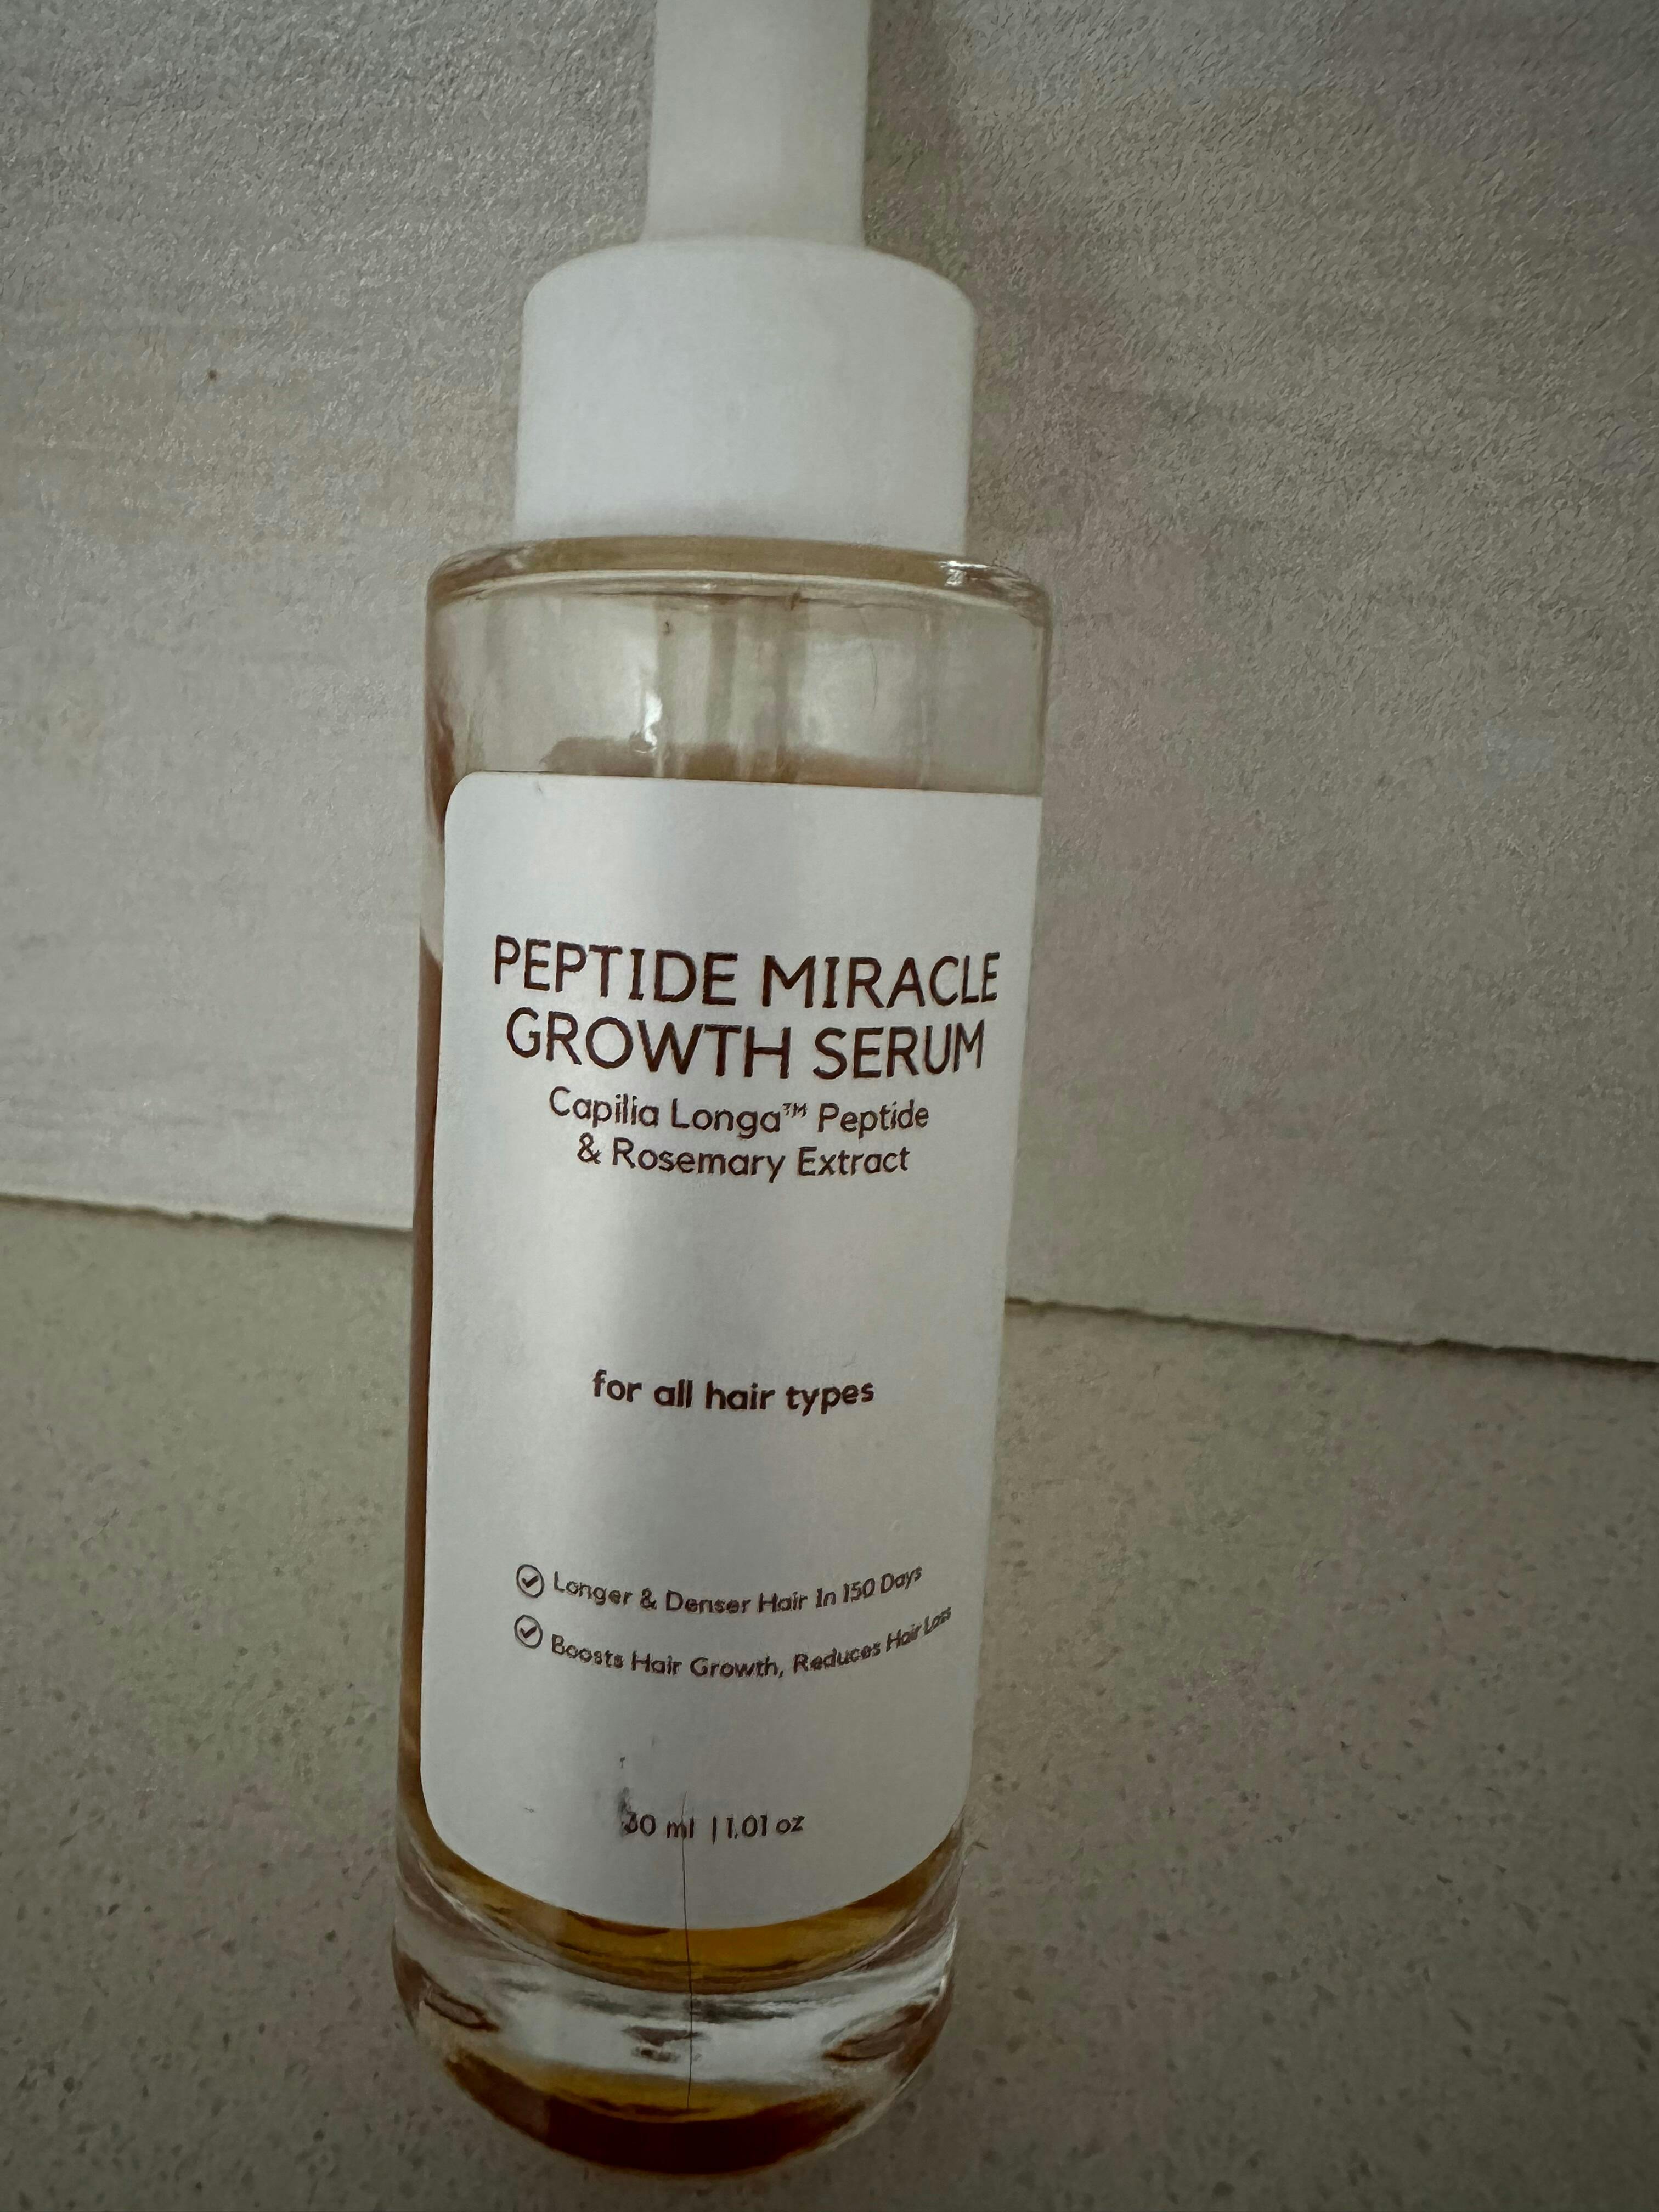 PEPTIDE MIRACLE
GROWTH SERUM
Capilia Longa™ Peptide
& Rosemary Extract
for all hair types
Longer & Denser Hair In 150 Days
Boosts Hair Growth, Reduces Hair Loss
30 ml | 1.01 oz